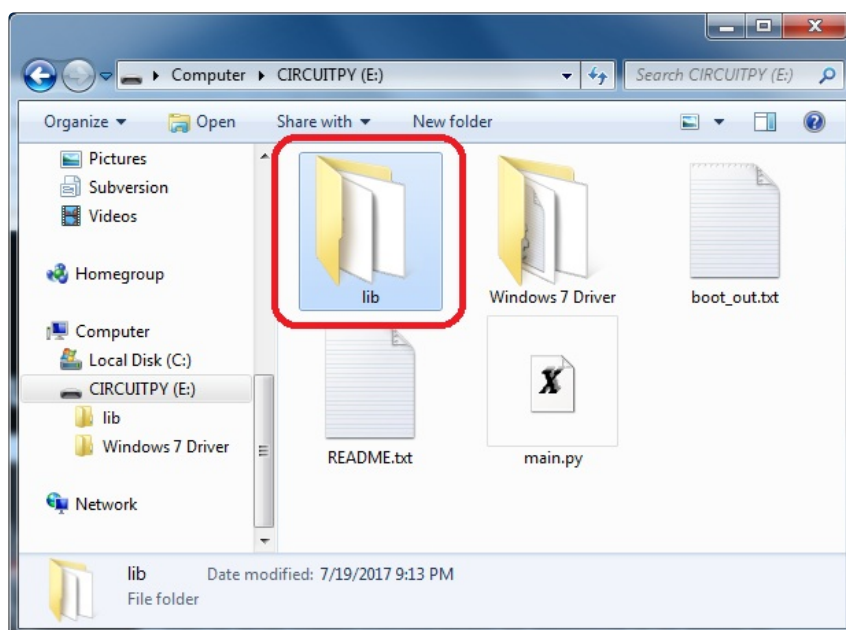 Computer ▸ CIRCUITPY (E:)
Search CIRCUITPY (E:)
Organize ▾ Open Share with ▾ New folder
Pictures
Subversion
Videos
Homegroup
Computer
Local Disk (C:)
CIRCUITPY (E:)
lib
Windows 7 Driver
Network
lib
Windows 7 Driver
boot_out.txt
README.txt
main.py
lib Date modified: 7/19/2017 9:13 PM
File folder